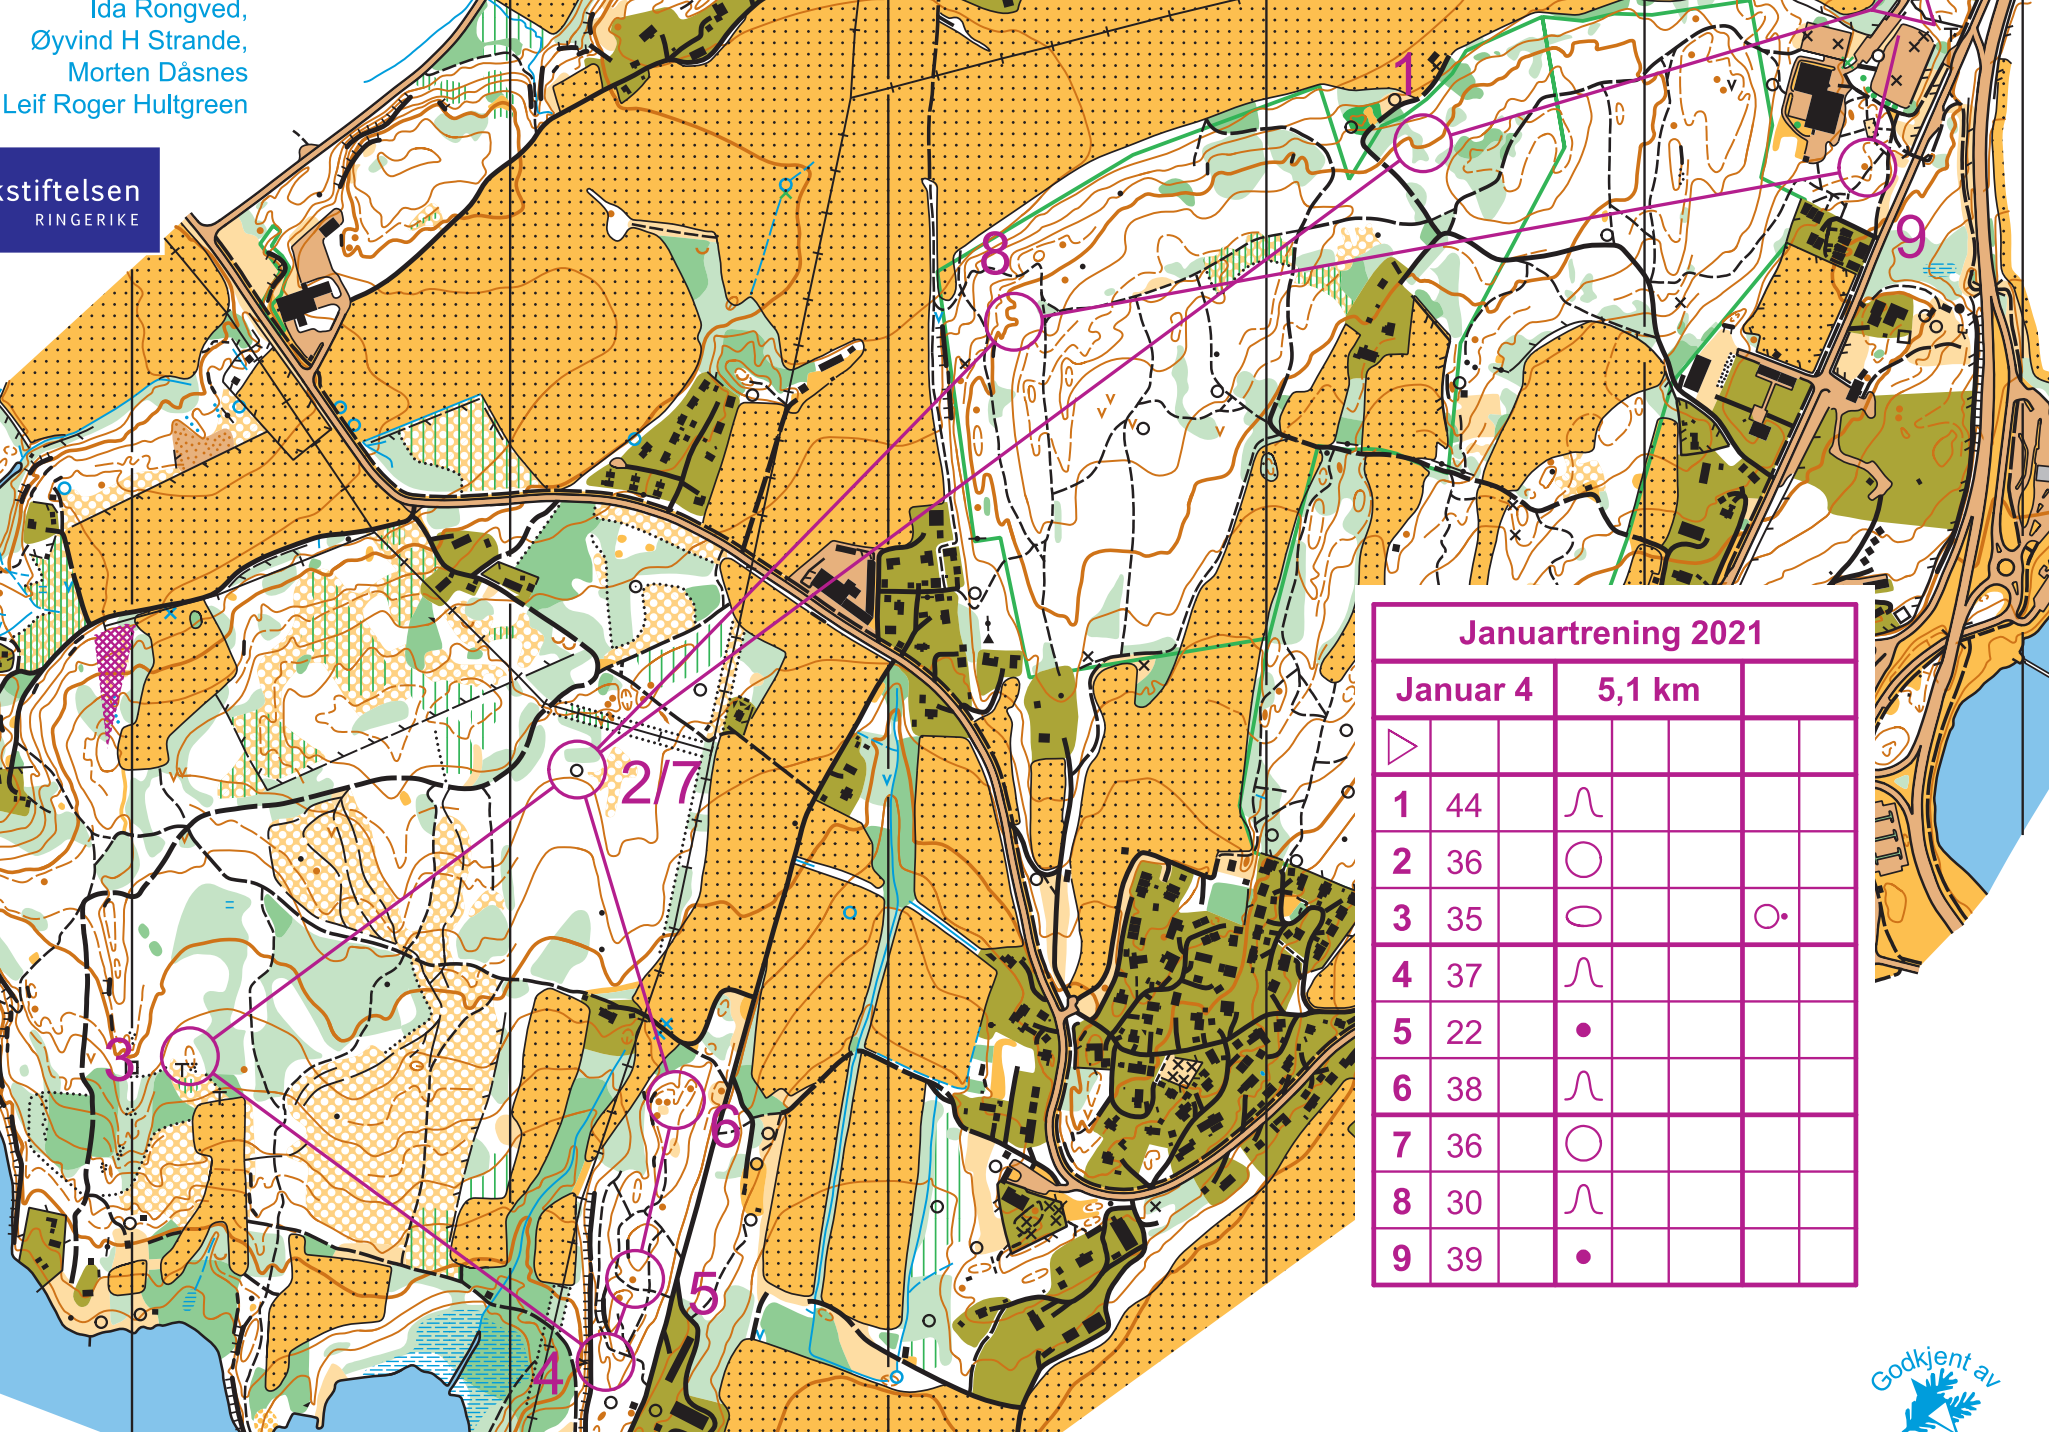 Ida Rongved,
Øyvind H Strande,
Morten Dåsnes
Leif Roger Hultgreen
kstiftelsen
RINGERIKE
1
8
9
2/7
3
6
5
4
Januartrening 2021
Januar 4 5,1 km
1 44
2 36
3 35
4 37
5 22
6 38
7 36
8 30
9 39
Godkjent av